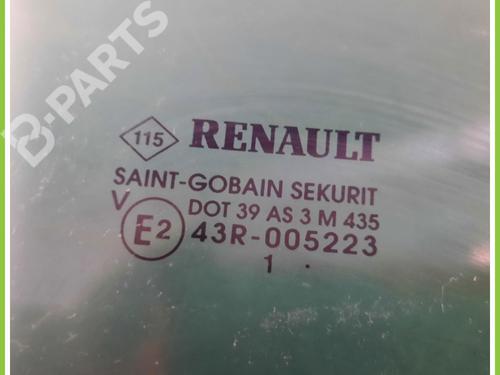 B-PARTS
115 RENAULT
SAINT-GOBAIN SEKURIT
V DOT 39 AS 3 M 435
E2 43R-005223
1 .